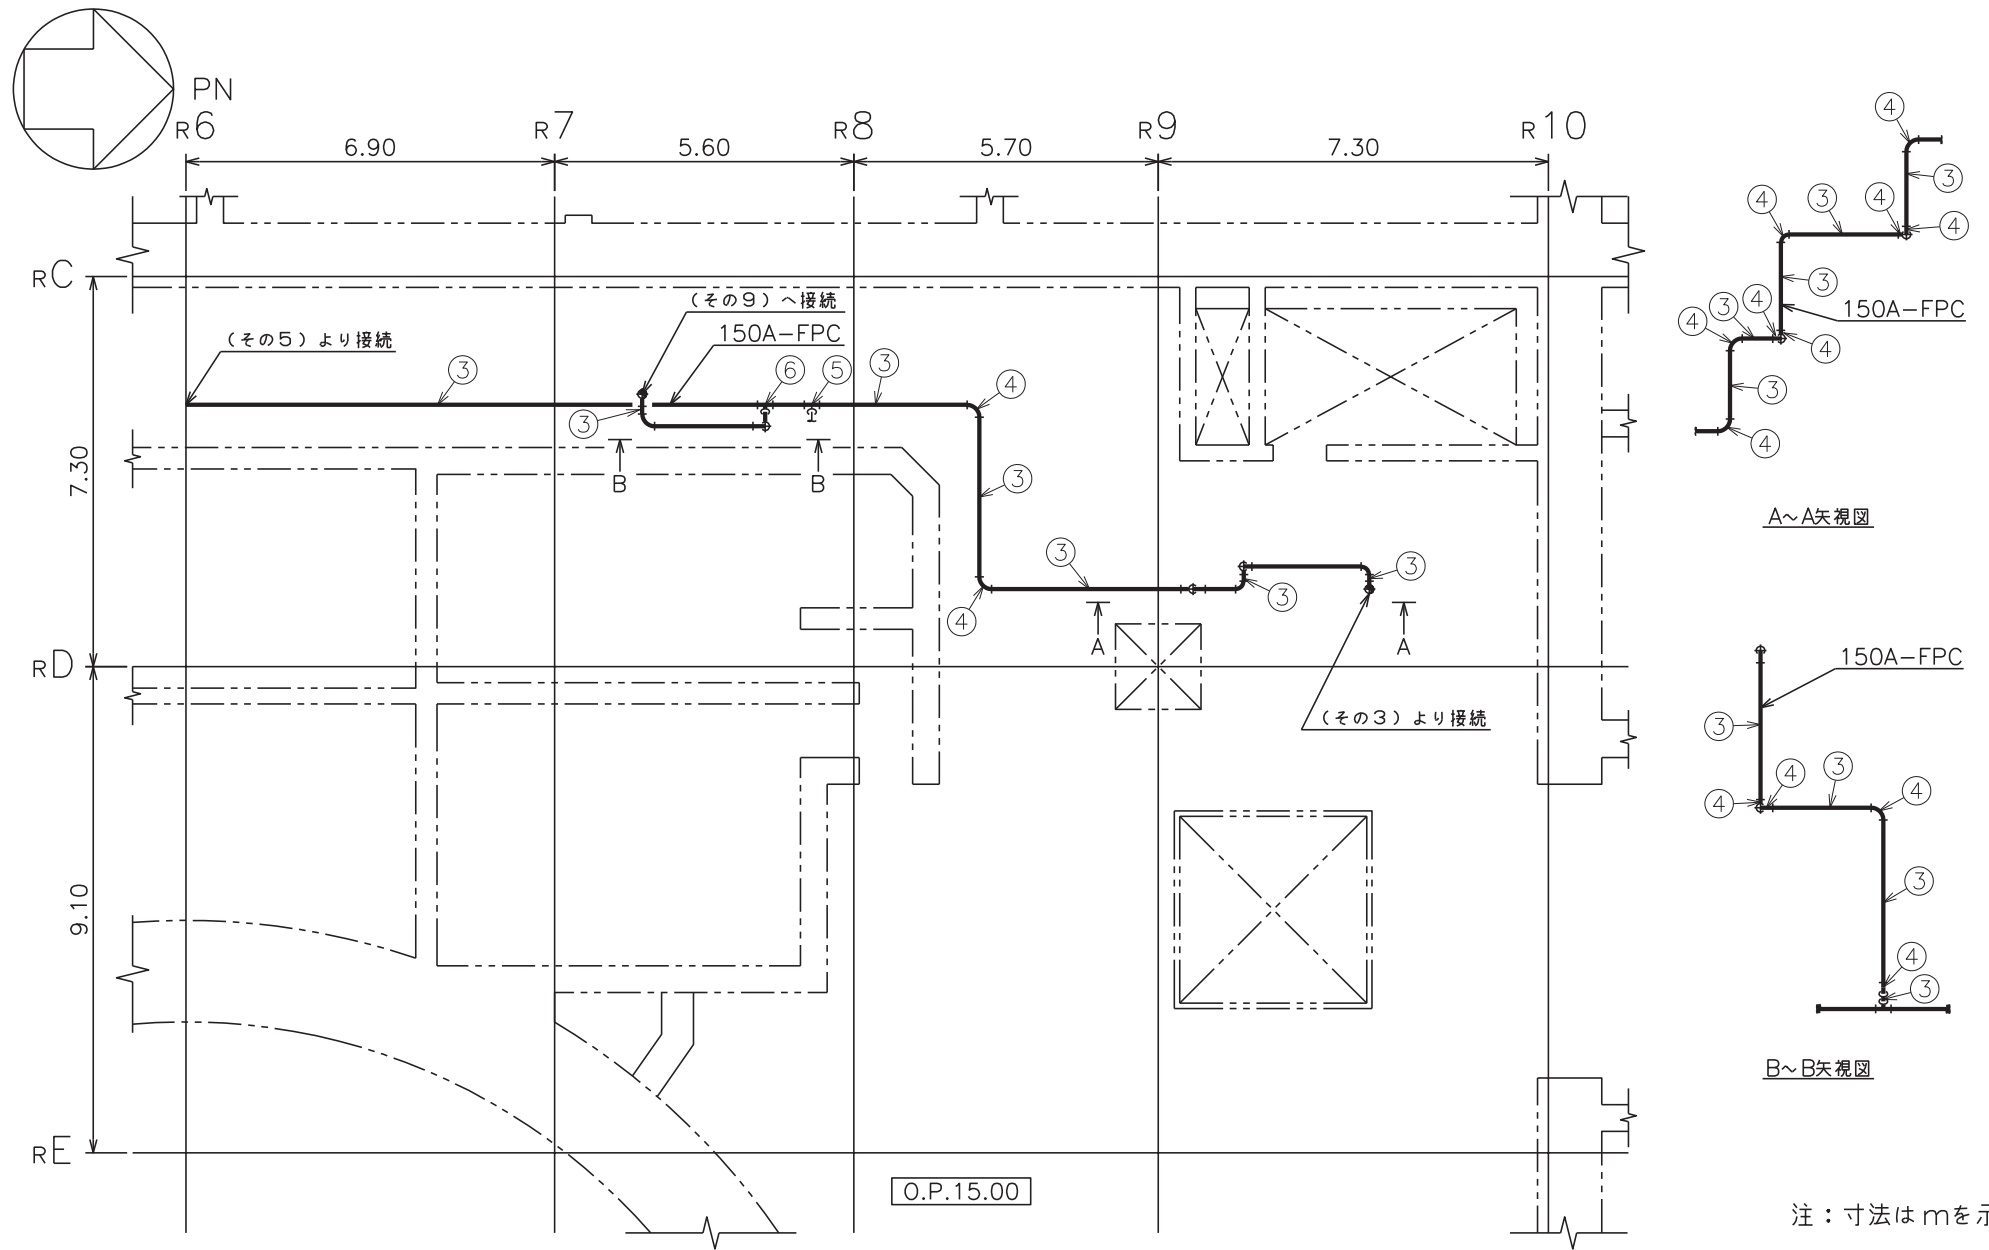 PN
R6
R7
R8
R9
R10
6.90
5.60
5.70
7.30
RC
RD
RE
7.30
9.10
(その5)より接続
(その9)へ接続
150A-FPC
③
③
⑥
⑤
③
④
③
③
④
③
③
B
B
A
A
(その3)より接続
O.P.15.00
④
③
④
③
④
④
③
150A-FPC
④
③
④
④
③
④
A～A矢視図
150A-FPC
③
④
④
③
④
③
④
③
B～B矢視図
注：寸法はmを示